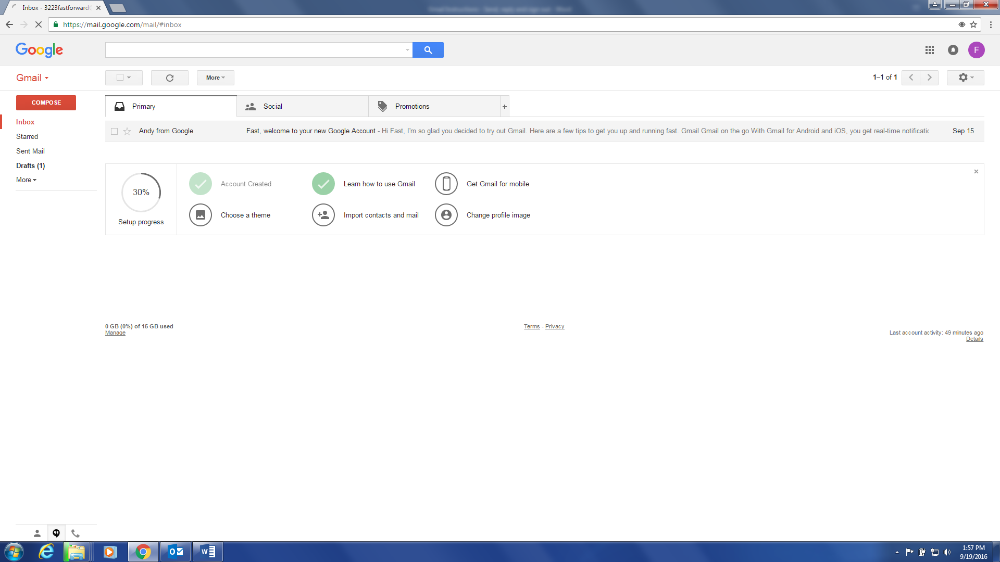 Inbox - 3223fastforward
https://mail.google.com/mail/#inbox
Google
F
Gmail
More
1–1 of 1
COMPOSE
Primary
Social
Promotions
+
Inbox
Starred
Sent Mail
Drafts (1)
More
Andy from Google
Fast, welcome to your new Google Account - Hi Fast, I'm so glad you decided to try out Gmail. Here are a few tips to get you up and running fast. Gmail Gmail on the go With Gmail for Android and iOS, you get real-time notificatic
Sep 15
30%
Setup progress
Account Created
Learn how to use Gmail
Get Gmail for mobile
Choose a theme
Import contacts and mail
Change profile image
0 GB (0%) of 15 GB used
Manage
Terms - Privacy
Last account activity: 49 minutes ago
Details
1:57 PM
9/19/2016